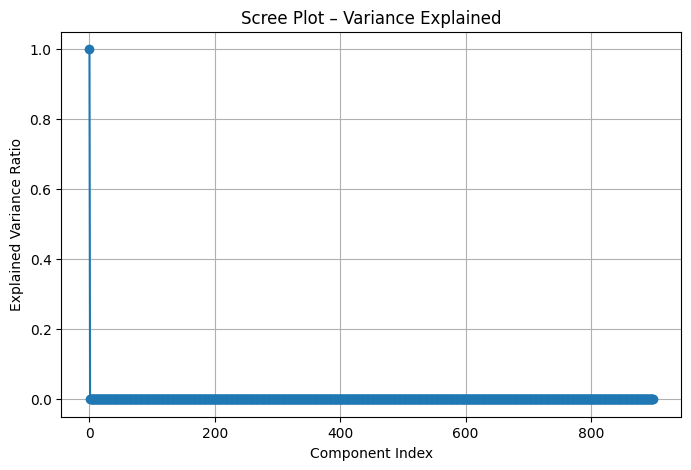 Scree Plot – Variance Explained
Explained Variance Ratio
1.0
0.8
0.6
0.4
0.2
0.0
0 200 400 600 800
Component Index